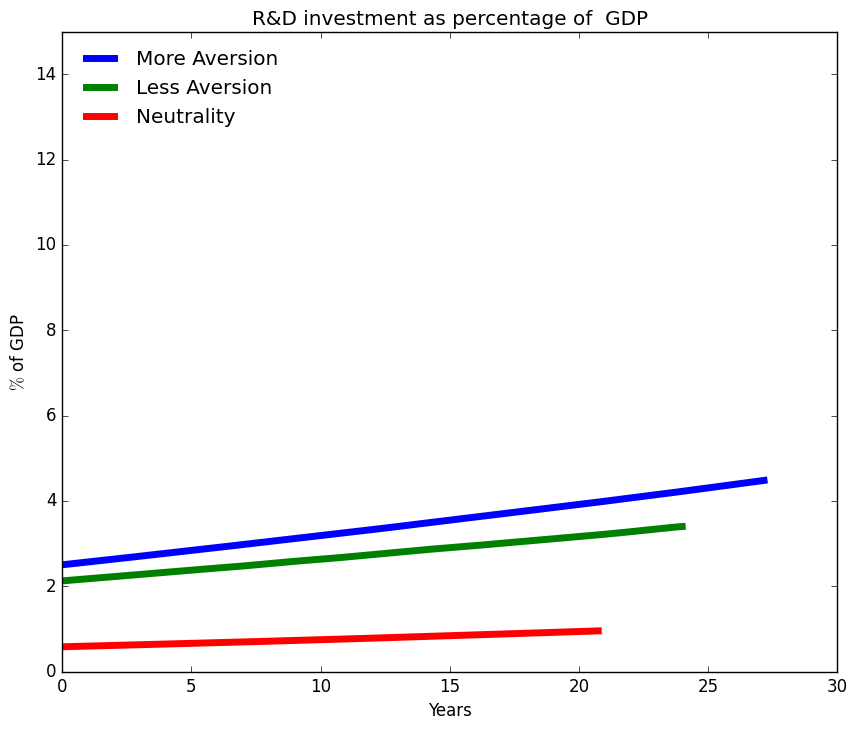 R&D investment as percentage of  GDP
More Aversion
Less Aversion
Neutrality
14
12
10
8
6
4
2
0
% of GDP
0 5 10 15 20 25 30
Years